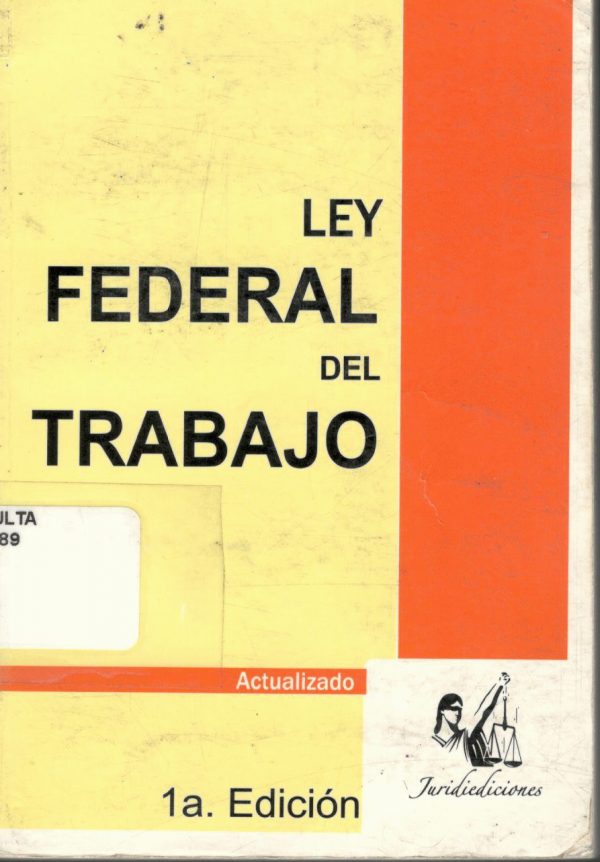 LEY
FEDERAL
DEL
TRABAJO
ULTA
89
Actualizado
1a. Edición
Juridiediciones